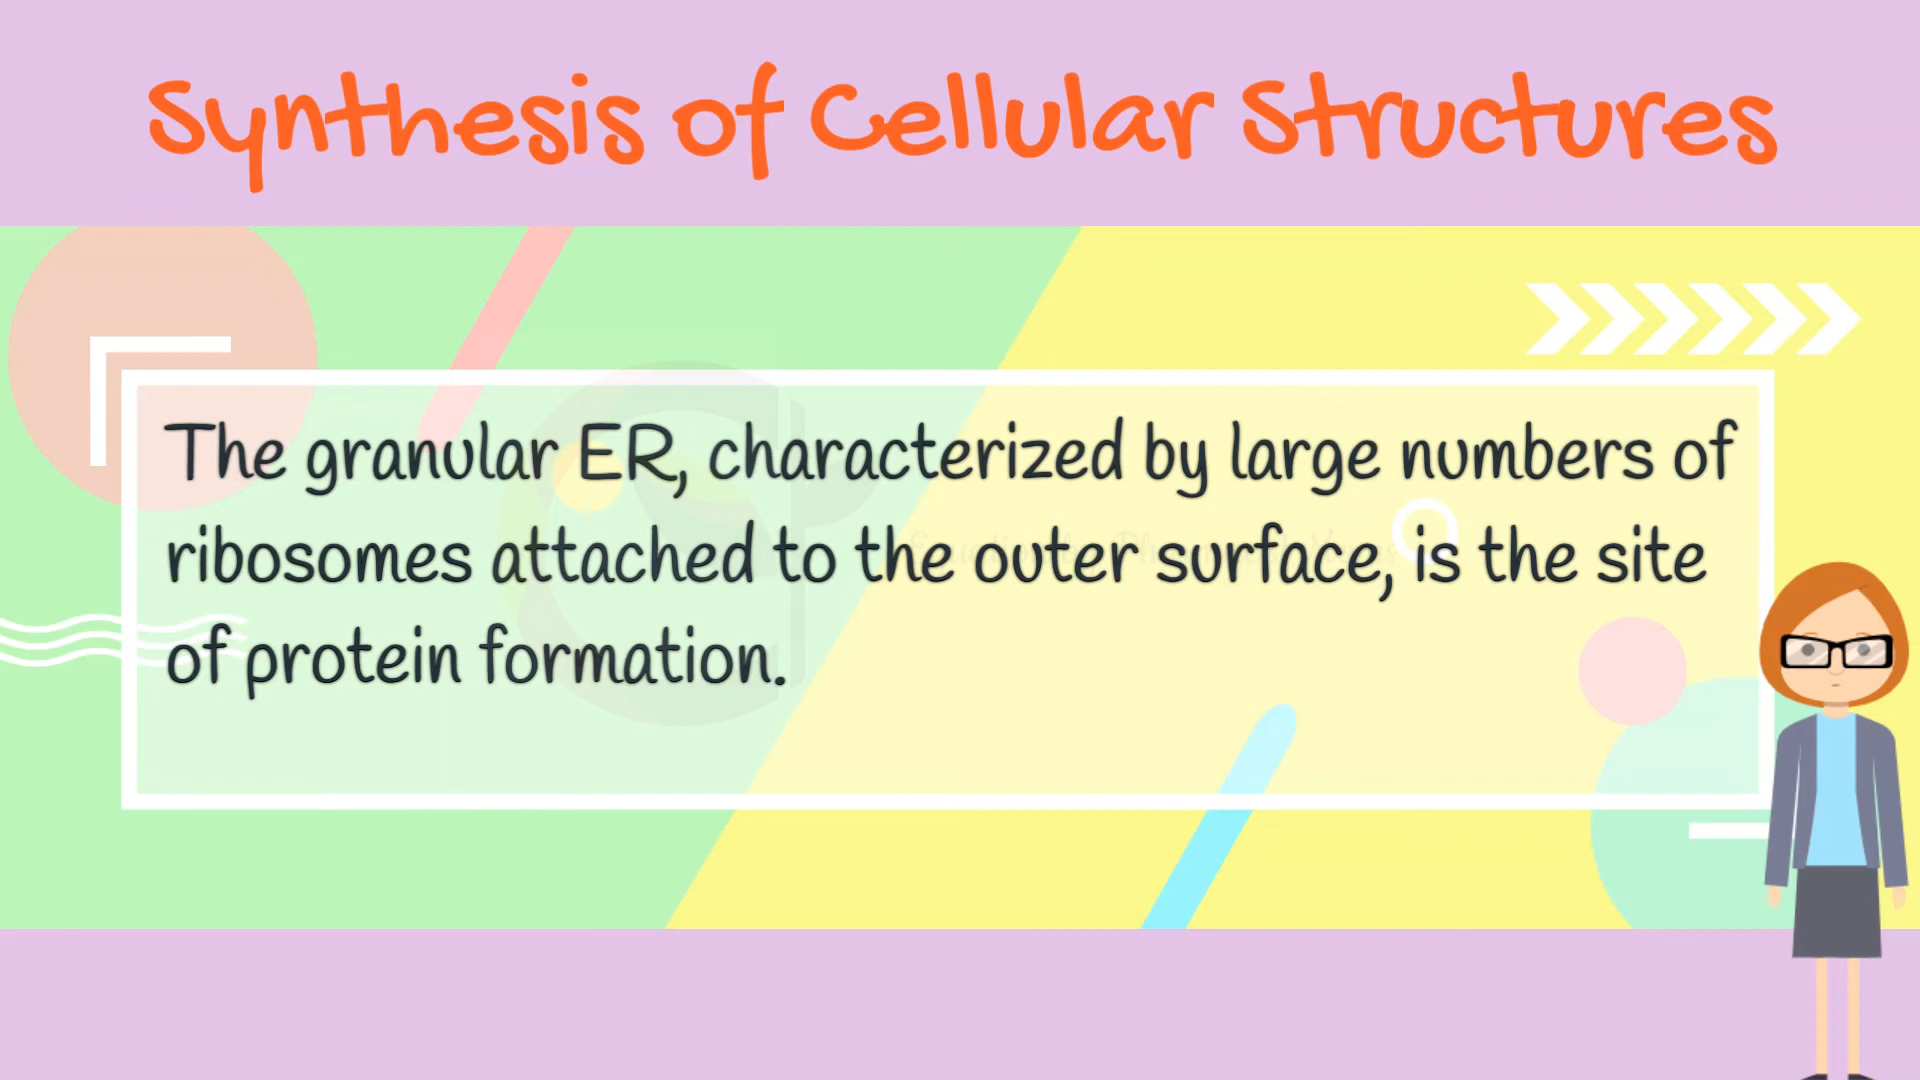 Synthesis of Cellular Structures
The granular ER, characterized by large numbers of
ribosomes attached to the outer surface, is the site
of protein formation.